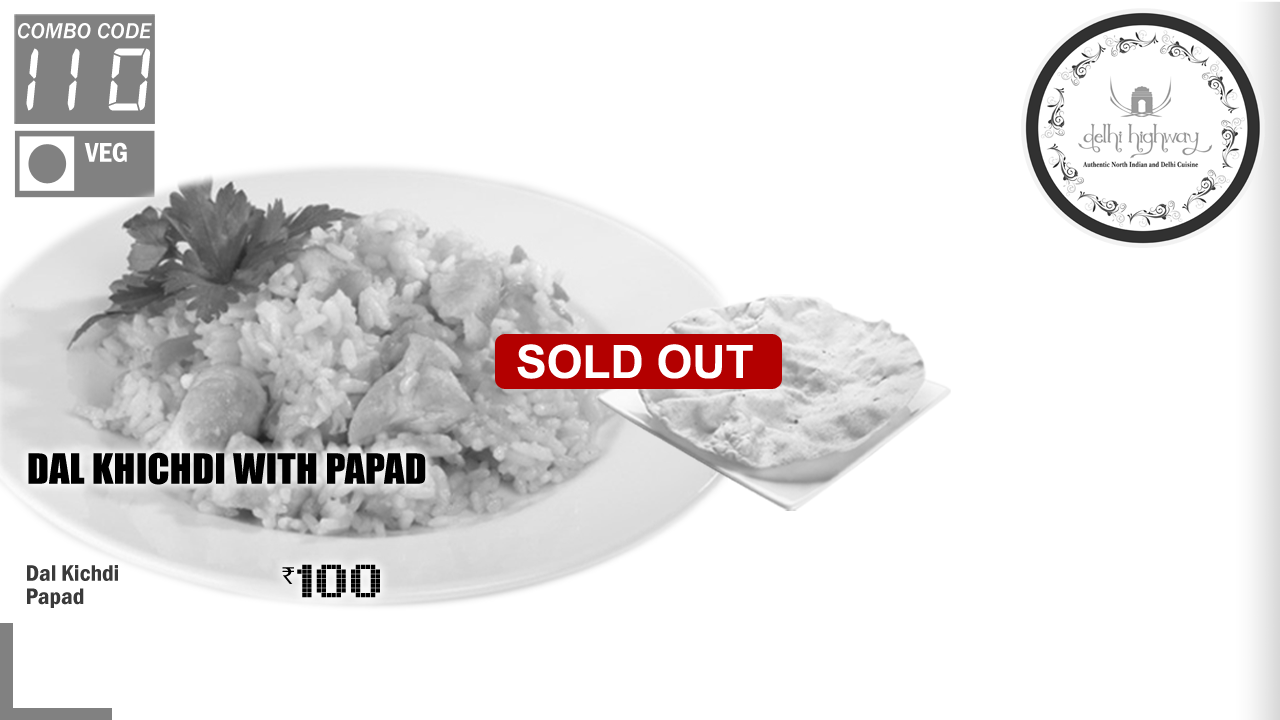 COMBO CODE
110
VEG
delhi highway
Authentic North Indian and Delhi Cuisine
SOLD OUT
DAL KHICHDI WITH PAPAD
Dal Kichdi
Papad
₹100